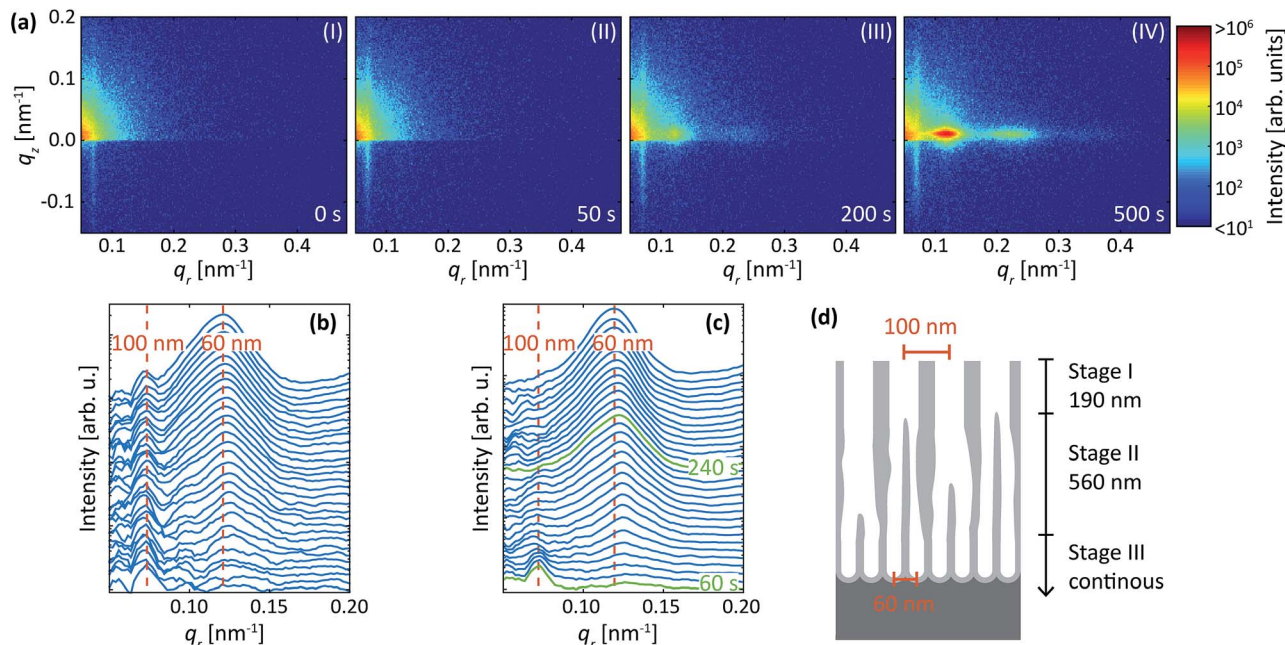 (a)
0.2
0.1
0.0
-0.1
q_z [nm⁻¹]
(I) (II) (III) (IV)
0 s 50 s 200 s 500 s
0.1 0.2 0.3 0.4 0.1 0.2 0.3 0.4 0.1 0.2 0.3 0.4 0.1 0.2 0.3 0.4
q_r [nm⁻¹] q_r [nm⁻¹] q_r [nm⁻¹] q_r [nm⁻¹]
>10⁶
10⁵
10⁴
10³
10²
<10¹
Intensity [arb. units]
(b)
100 nm 60 nm
Intensity [arb. u.]
0.10 0.15 0.20
q_r [nm⁻¹]
(c)
100 nm 60 nm
240 s
60 s
Intensity [arb. u.]
0.10 0.15 0.20
q_r [nm⁻¹]
(d)
100 nm
Stage I
190 nm
Stage II
560 nm
Stage III
continous
60 nm